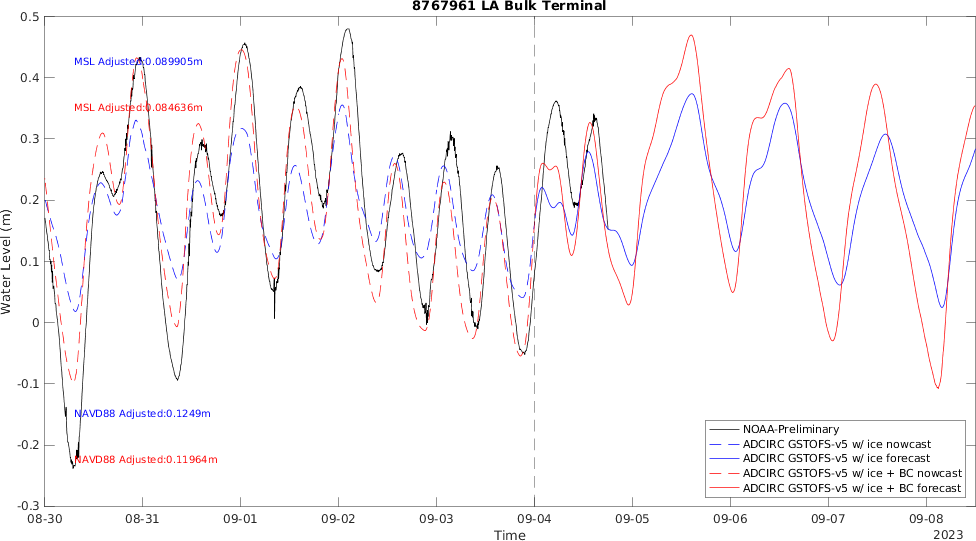 8767961 LA Bulk Terminal
0.5
0.4
0.3
0.2
0.1
0
-0.1
-0.2
-0.3
Water Level (m)
MSL Adjusted:0.089905m
MSL Adjusted:0.084636m
NAVD88 Adjusted:0.1249m
NAVD88 Adjusted:0.11964m
NOAA-Preliminary
ADCIRC GSTOFS-v5 w/ ice nowcast
ADCIRC GSTOFS-v5 w/ ice forecast
ADCIRC GSTOFS-v5 w/ ice + BC nowcast
ADCIRC GSTOFS-v5 w/ ice + BC forecast
08-30 08-31 09-01 09-02 09-03 09-04 09-05 09-06 09-07 09-08
Time
2023